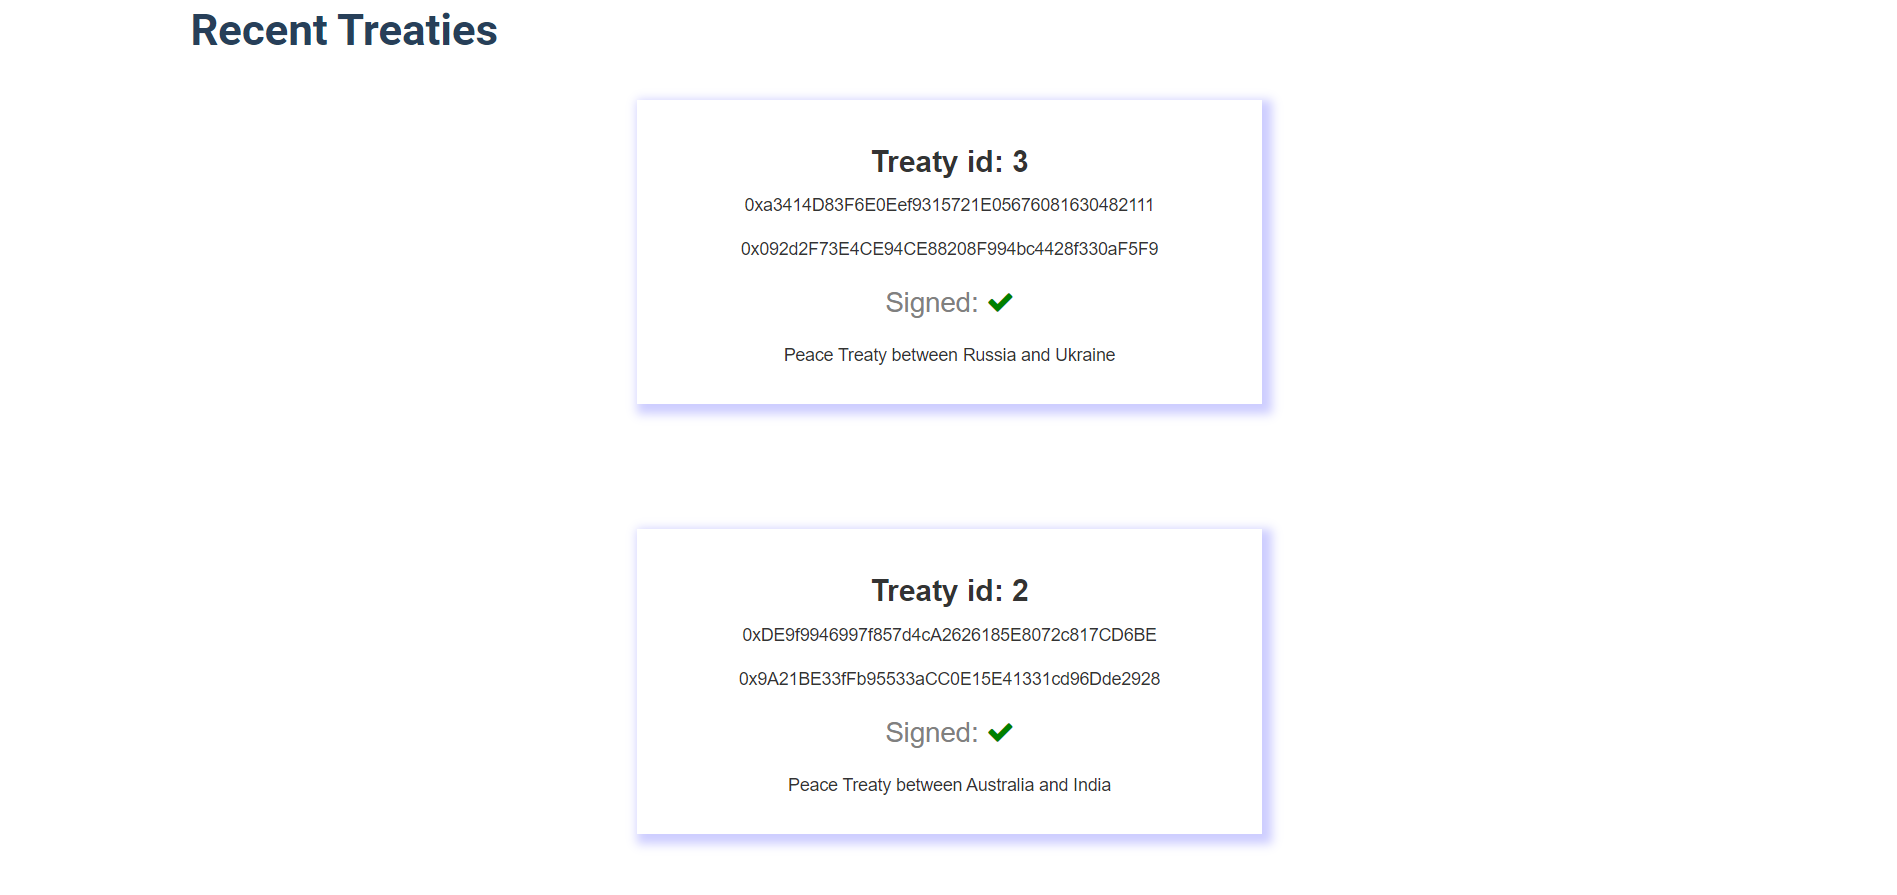 Recent Treaties
Treaty id: 3
0xa3414D83F6E0Eef9315721E05676081630482111
0x092d2F73E4CE94CE88208F994bc4428f330aF5F9
Signed:
Peace Treaty between Russia and Ukraine
Treaty id: 2
0xDE9f9946997f857d4cA2626185E8072c817CD6BE
0x9A21BE33fFb95533aCC0E15E41331cd96Dde2928
Signed:
Peace Treaty between Australia and India